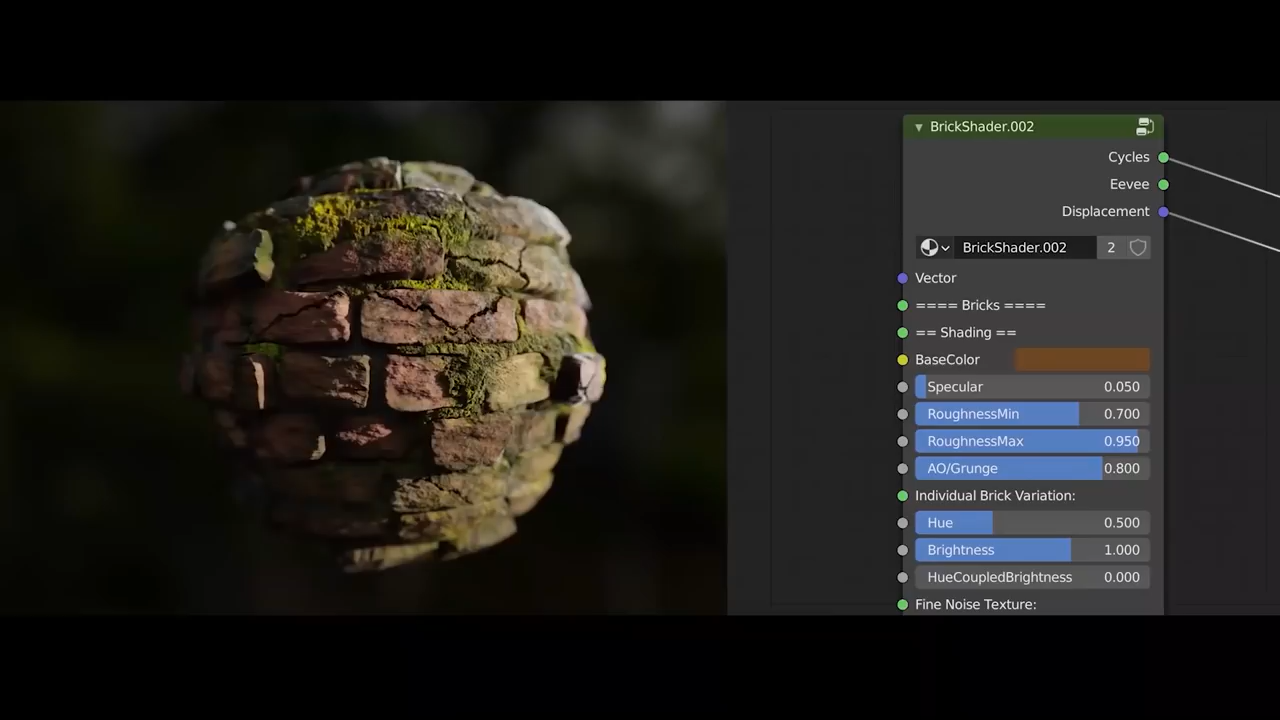 BrickShader.002
Cycles
Eevee
Displacement
BrickShader.002 2
Vector
==== Bricks ====
== Shading ==
BaseColor
Specular 0.050
RoughnessMin 0.700
RoughnessMax 0.950
AO/Grunge 0.800
Individual Brick Variation:
Hue 0.500
Brightness 1.000
HueCoupledBrightness 0.000
Fine Noise Texture: